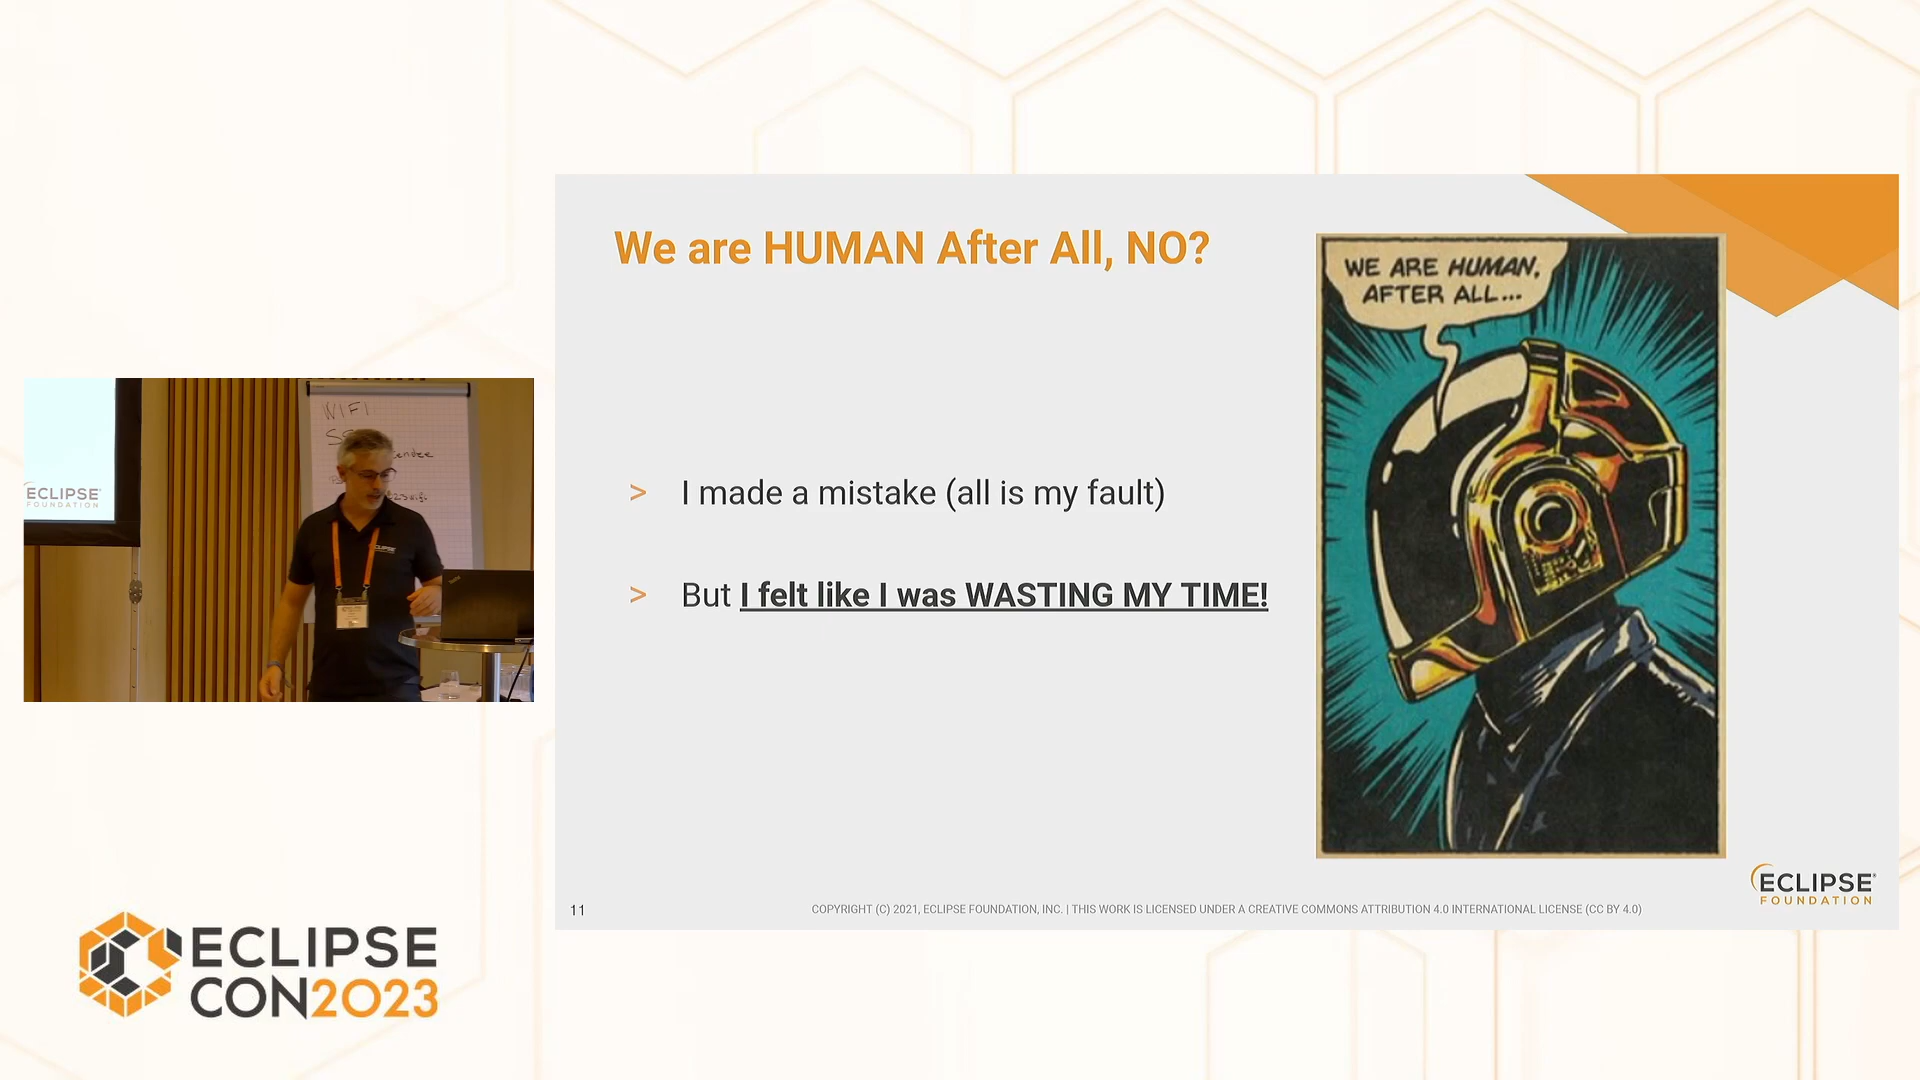 We are HUMAN After All, NO?
WE ARE HUMAN,
AFTER ALL...
> I made a mistake (all is my fault)
> But I felt like I was WASTING MY TIME!
ECLIPSE
FOUNDATION
11
COPYRIGHT (C) 2021, ECLIPSE FOUNDATION, INC. | THIS WORK IS LICENSED UNDER A CREATIVE COMMONS ATTRIBUTION 4.0 INTERNATIONAL LICENSE (CC BY 4.0)
WIFI
ECLIPSE
FOUNDATION
ECLIPSE
CON2023